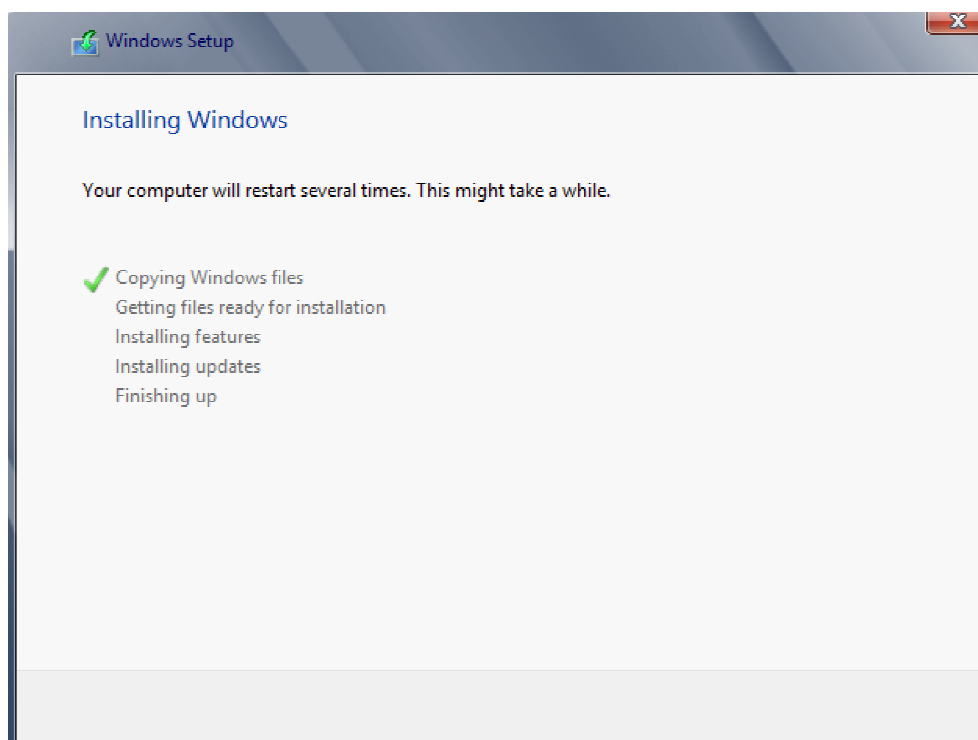 Windows Setup
Installing Windows
Your computer will restart several times. This might take a while.
Copying Windows files
Getting files ready for installation
Installing features
Installing updates
Finishing up